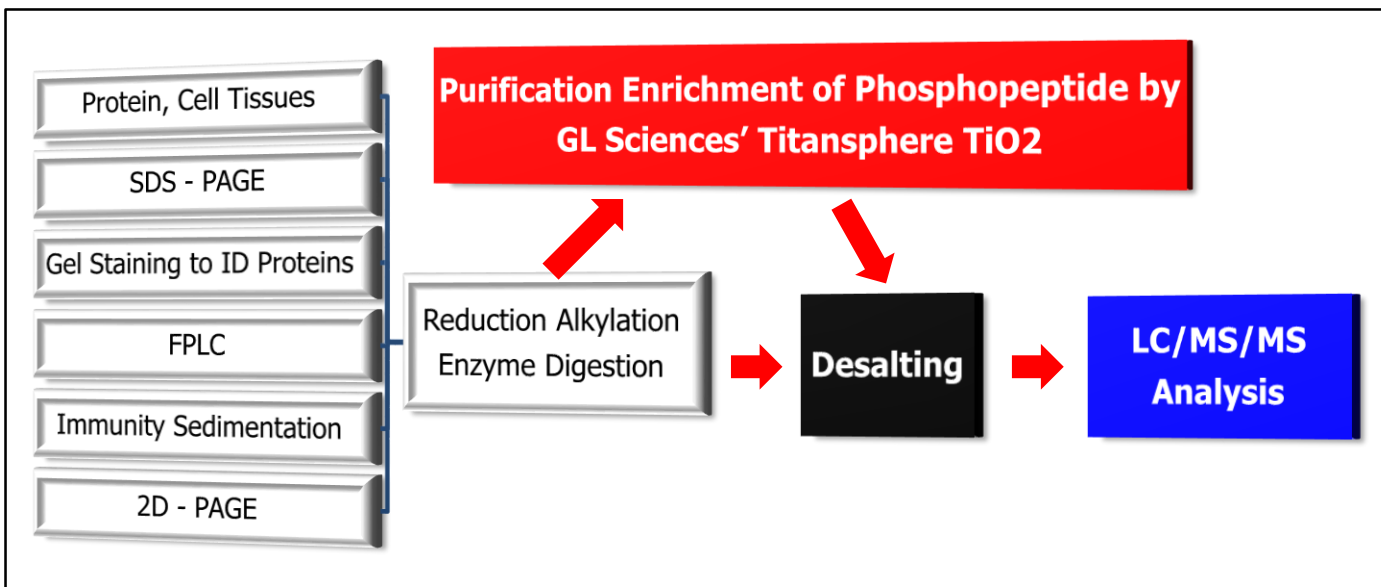 Protein, Cell Tissues
SDS - PAGE
Gel Staining to ID Proteins
FPLC
Immunity Sedimentation
2D - PAGE
Reduction Alkylation
Enzyme Digestion
Purification Enrichment of Phosphopeptide by
GL Sciences’ Titansphere TiO2
Desalting
LC/MS/MS
Analysis